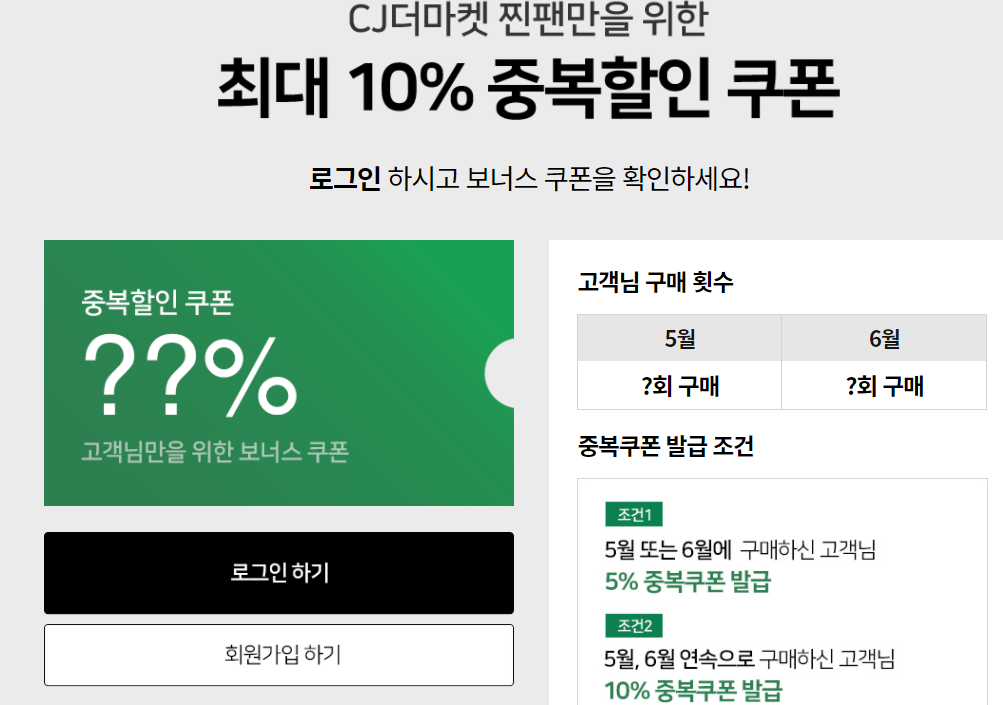 CJ더마켓 찐팬만을 위한
최대 10% 중복할인 쿠폰
로그인 하시고 보너스 쿠폰을 확인하세요!
중복할인 쿠폰
??%
고객님만을 위한 보너스 쿠폰
로그인 하기
회원가입 하기
고객님 구매 횟수
5월 6월
?회 구매 ?회 구매
중복쿠폰 발급 조건
조건1
5월 또는 6월에 구매하신 고객님
5% 중복쿠폰 발급
조건2
5월, 6월 연속으로 구매하신 고객님
10% 중복쿠폰 발급